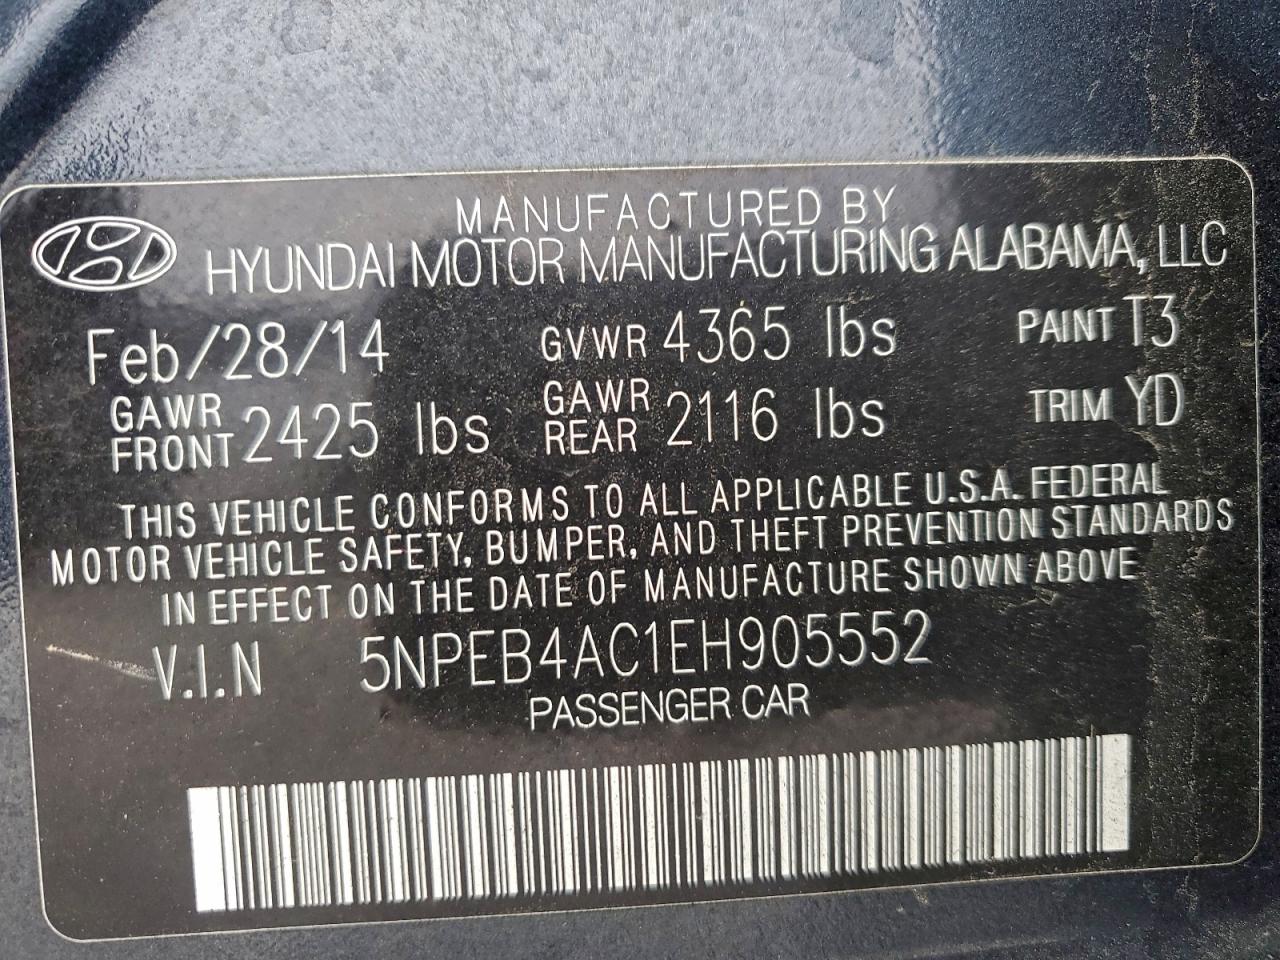 MANUFACTURED BY
HYUNDAI MOTOR MANUFACTURING ALABAMA, LLC
Feb/28/14 GVWR 4365 lbs PAINT T3
GAWR FRONT 2425 lbs GAWR REAR 2116 lbs TRIM YD
THIS VEHICLE CONFORMS TO ALL APPLICABLE U.S.A. FEDERAL
MOTOR VEHICLE SAFETY, BUMPER, AND THEFT PREVENTION STANDARDS
IN EFFECT ON THE DATE OF MANUFACTURE SHOWN ABOVE
V.I.N 5NPEB4AC1EH905552
PASSENGER CAR